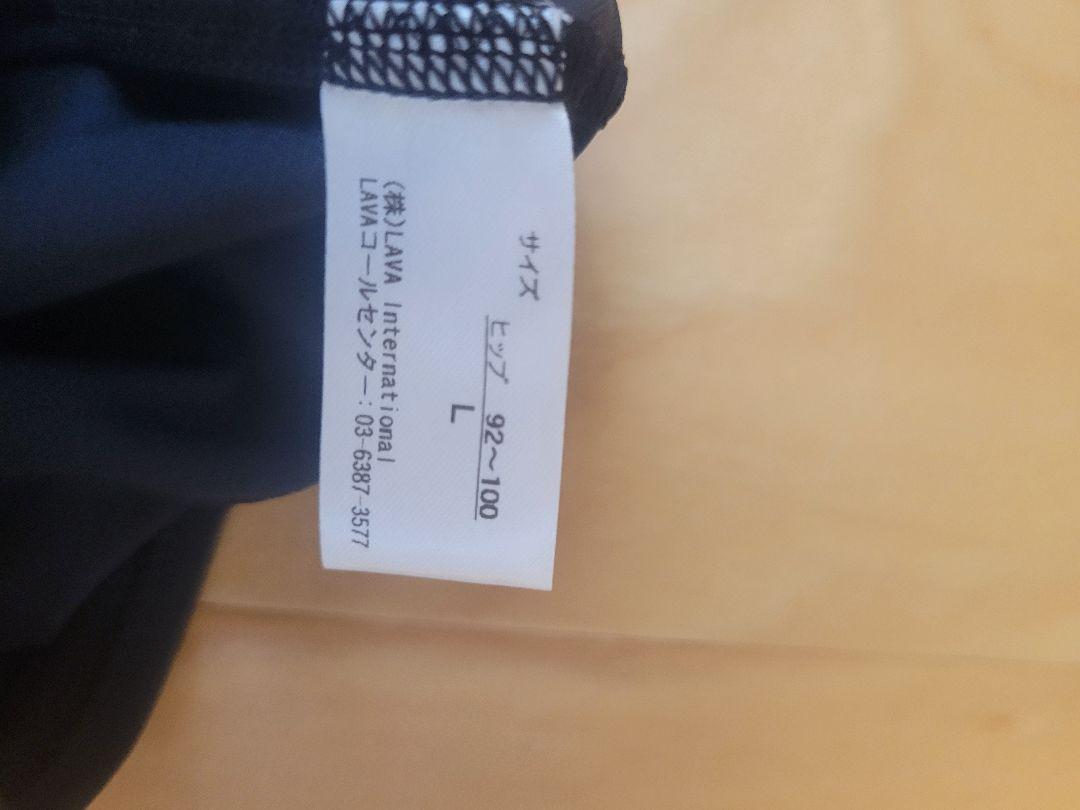 サイズ
ヒップ 92～100
L
(株)LAVA International
LAVAコールセンター:03-6387-3577